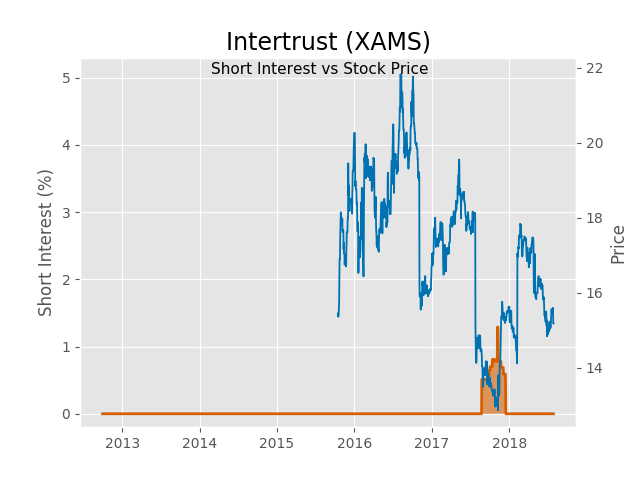 Intertrust (XAMS)
Short Interest vs Stock Price
Short Interest (%)
5
4
3
2
1
0
22
20
18
16
14
Price
2013 2014 2015 2016 2017 2018